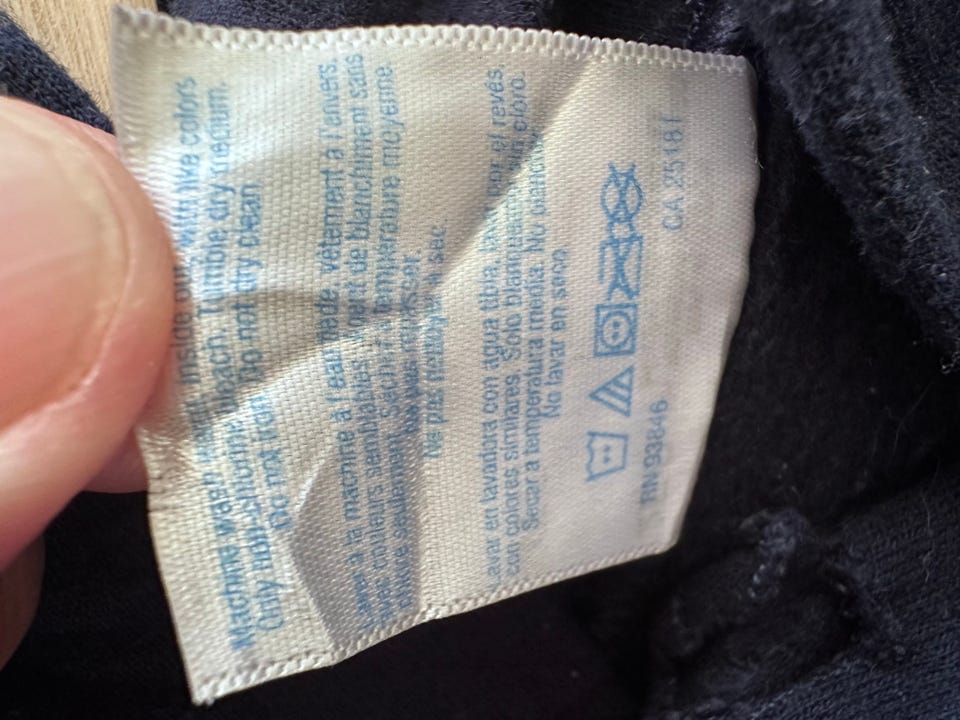 Machine wash inside out with like colors
Only non-chlorine bleach. Tumble dry medium.
Do not iron. Do not dry clean
Laver à la machine à l'eau tiède, vêtement à l'envers,
avec couleurs semblables. Agent de blanchiment sans
chlore seulement. Sécher à température moyenne.
Ne pas repasser.
Ne pas nettoyer à sec
Lavar en lavadora con agua tibia, por el revés,
con colores similares. Solo blanqueador sin cloro.
Secar a temperatura media. No planchar.
No lavar en seco
RN 93846 CA 25181